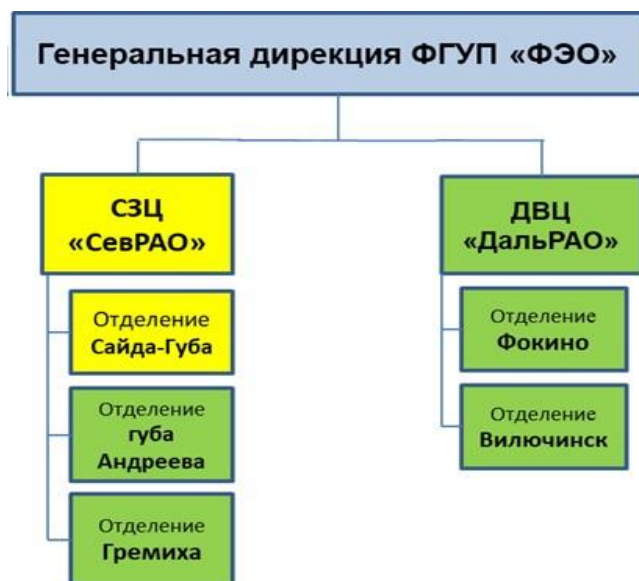 Генеральная дирекция ФГУП «ФЭО»
СЗЦ
«СевРАО»
Отделение
Сайда-Губа
Отделение
губа
Андреева
Отделение
Гремиха
ДВЦ
«ДальРАО»
Отделение
Фокино
Отделение
Вилючинск